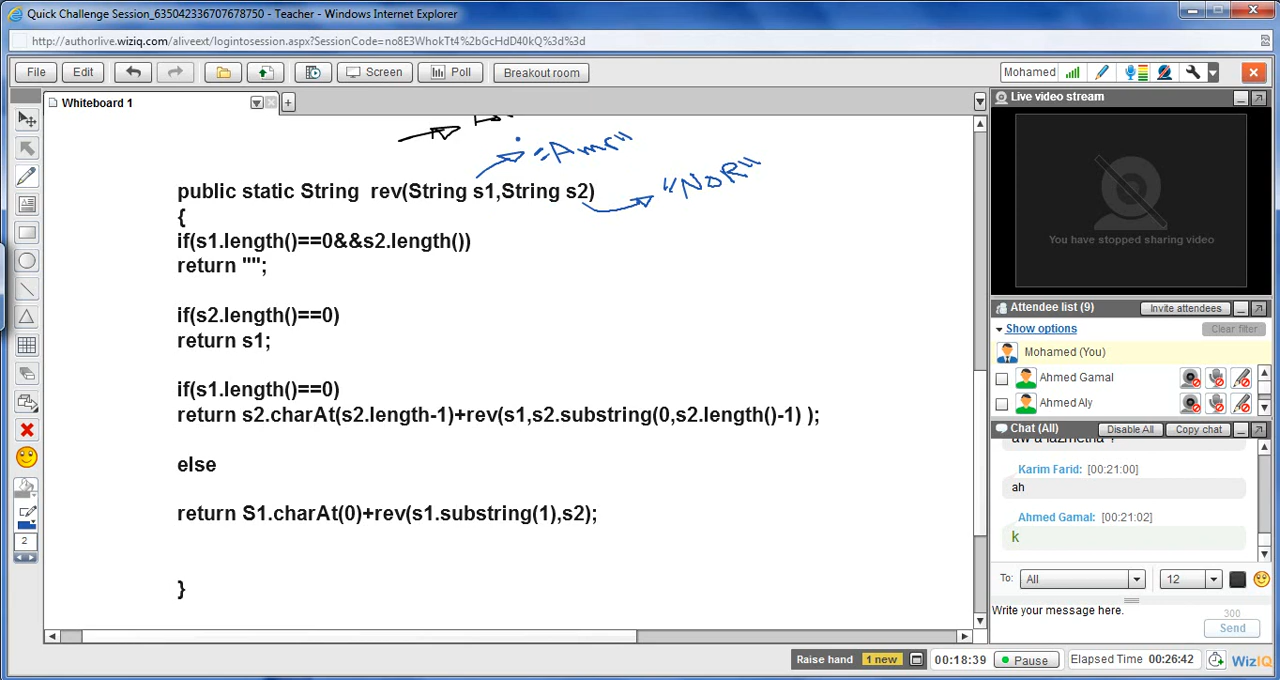 Quick Challenge Session_635042336707678750 - Teacher - Windows Internet Explorer
http://authorlive.wiziq.com/aliveext/logintosession.aspx?SessionCode=no8E3WhokTt4%2bGcHdD40kQ%3d%3d
File Edit Screen Poll Breakout room Mohamed
Whiteboard 1
"Amr"
"NoR"
public static String rev(String s1,String s2)
{
if(s1.length()==0&&s2.length())
return "";
if(s2.length()==0)
return s1;
if(s1.length()==0)
return s2.charAt(s2.length-1)+rev(s1,s2.substring(0,s2.length()-1) );
else
return S1.charAt(0)+rev(s1.substring(1),s2);
}
2
Live video stream
You have stopped sharing video
Attendee list (9) Invite attendees
Show options Clear filter
Mohamed (You)
Ahmed Gamal
Ahmed Aly
Chat (All) Disable All Copy chat
Karim Farid: [00:21:00]
ah
Ahmed Gamal: [00:21:02]
k
To: All 12
Write your message here. 300
Send
Raise hand 1 new 00:18:39 Pause Elapsed Time 00:26:42 WizIQ